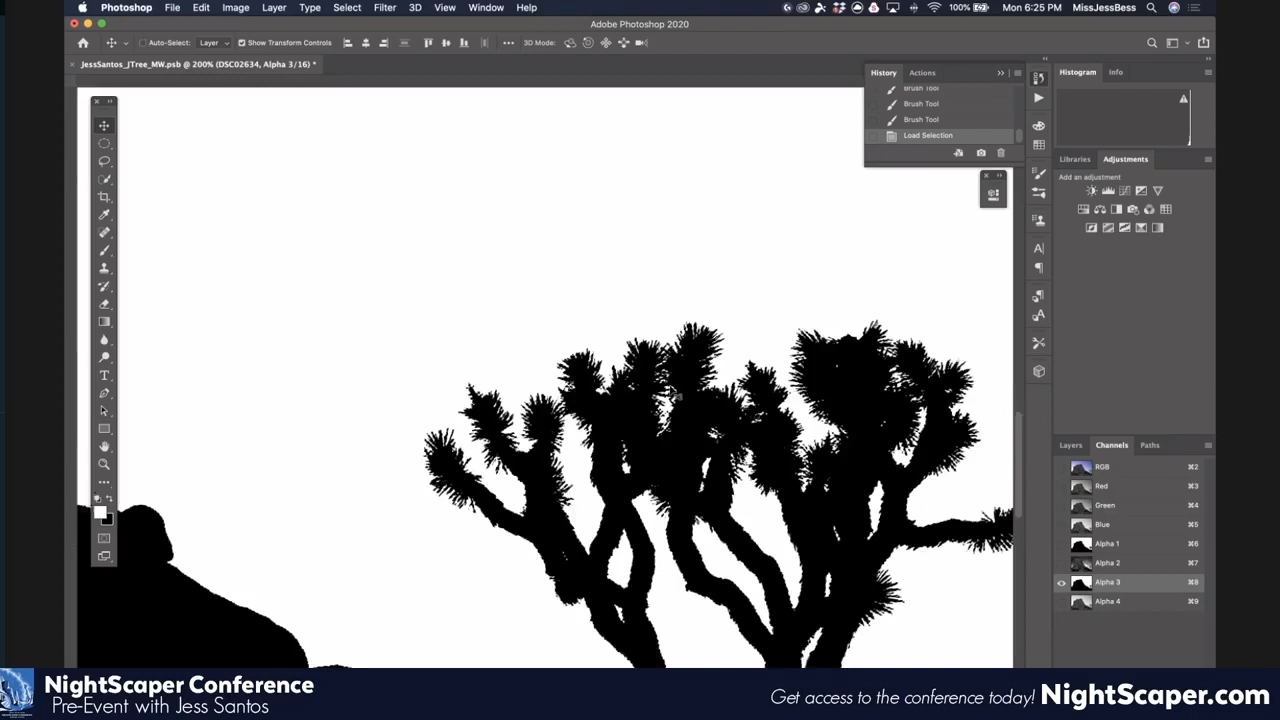 Photoshop File Edit Image Layer Type Select Filter 3D View Window Help 100% Mo 6:25 PM MissJessBess
Adobe Photoshop 2020
Auto-Select: Layer Show Transform Controls 3D Mode:
JessSantos_JTree_MW.psb @ 200% (DSC02634, Alpha 3/16) *
History Actions
Brush Tool
Brush Tool
Brush Tool
Load Selection
Histogram Info
Libraries Adjustments
Add an adjustment
Layers Channels Paths
RGB ⌘2
Red ⌘3
Green ⌘4
Blue ⌘5
Alpha 1 ⌘6
Alpha 2 ⌘7
Alpha 3 ⌘8
Alpha 4 ⌘9
NightScaper Conference
Pre-Event with Jess Santos
Get access to the conference today! NightScaper.com